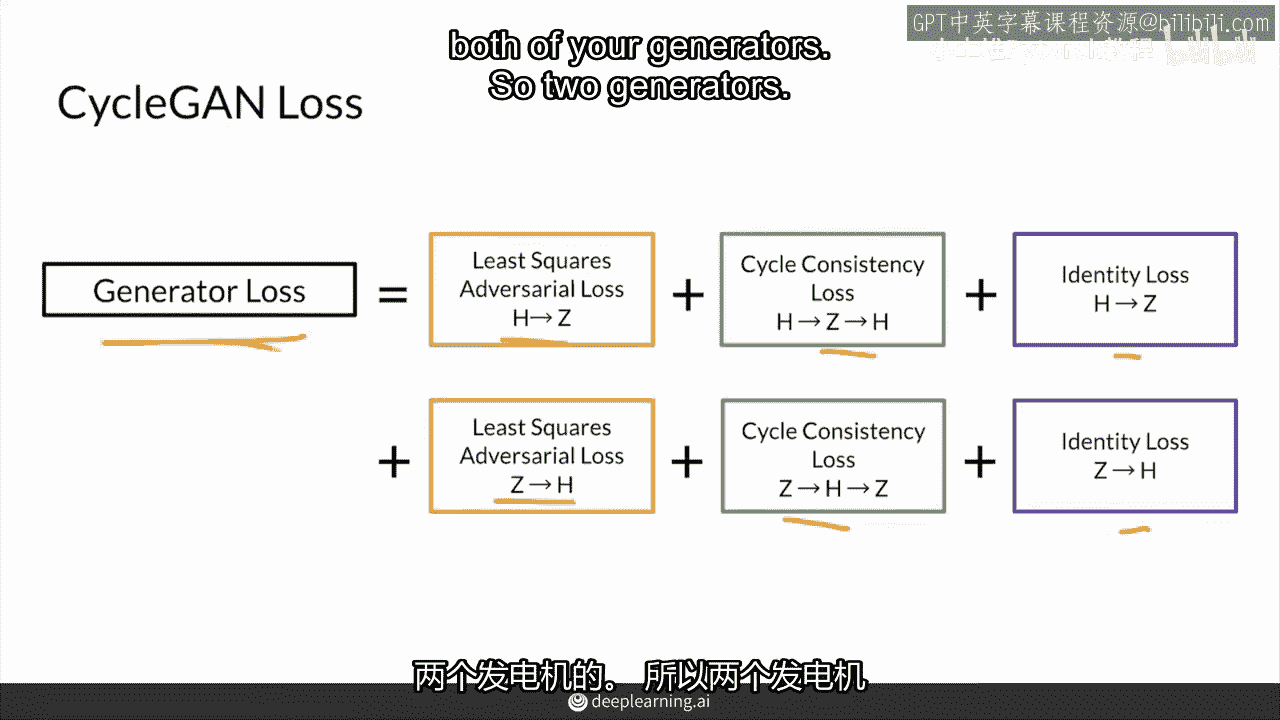 GPT中英字幕课程资源@bilibili.com
both of your generators.
So two generators.
CycleGAN Loss
Generator Loss
=
Least Squares
Adversarial Loss
H→ Z
+
Cycle Consistency
Loss
H → Z → H
+
Identity Loss
H → Z
+
Least Squares
Adversarial Loss
Z → H
+
Cycle Consistency
Loss
Z → H → Z
+
Identity Loss
Z → H
两个发电机的。 所以两个发电机
deeplearning.ai